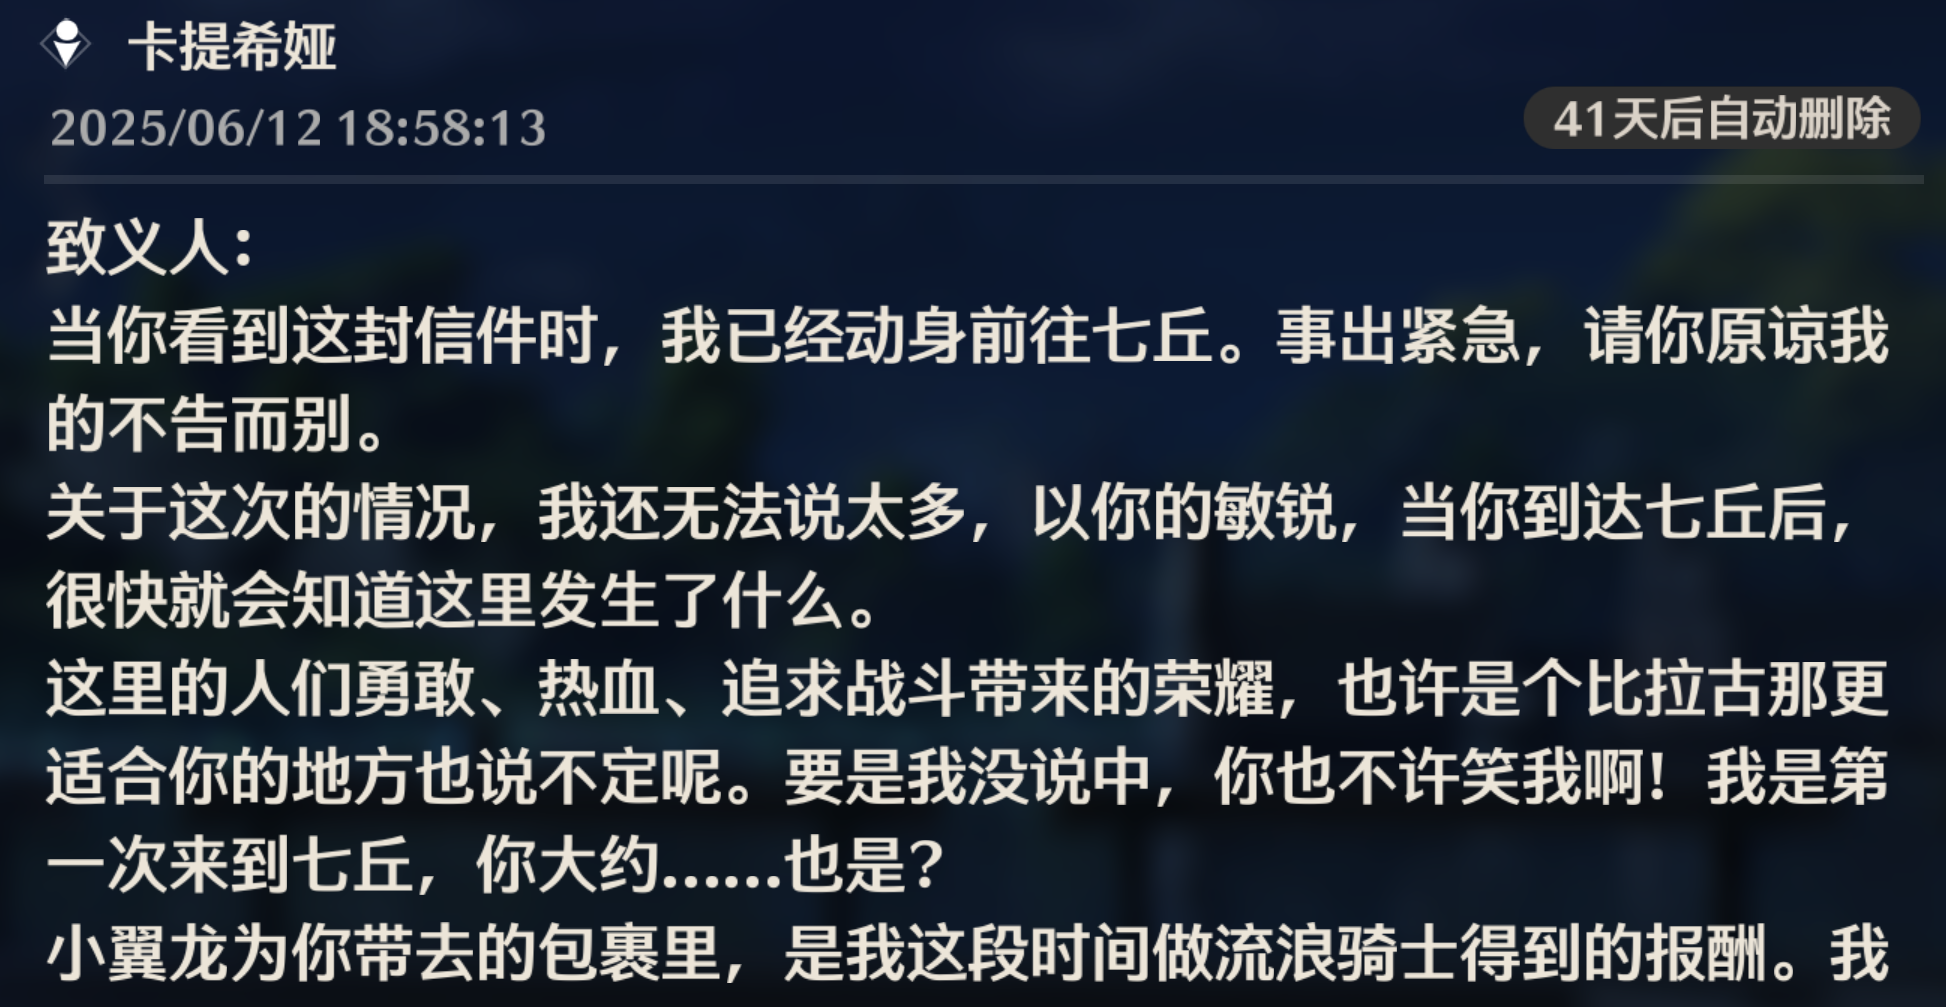 卡提希娅
2025/06/12 18:58:13
41天后自动删除
致义人：
当你看到这封信件时，我已经动身前往七丘。事出紧急，请你原谅我
的不告而别。
关于这次的情况，我还无法说太多，以你的敏锐，当你到达七丘后，
很快就会知道这里发生了什么。
这里的人们勇敢、热血、追求战斗带来的荣耀，也许是个比拉古那更
适合你的地方也说不定呢。要是我没说中，你也不许笑我啊！我是第
一次来到七丘，你大约……也是？
小翼龙为你带去的包裹里，是我这段时间做流浪骑士得到的报酬。我